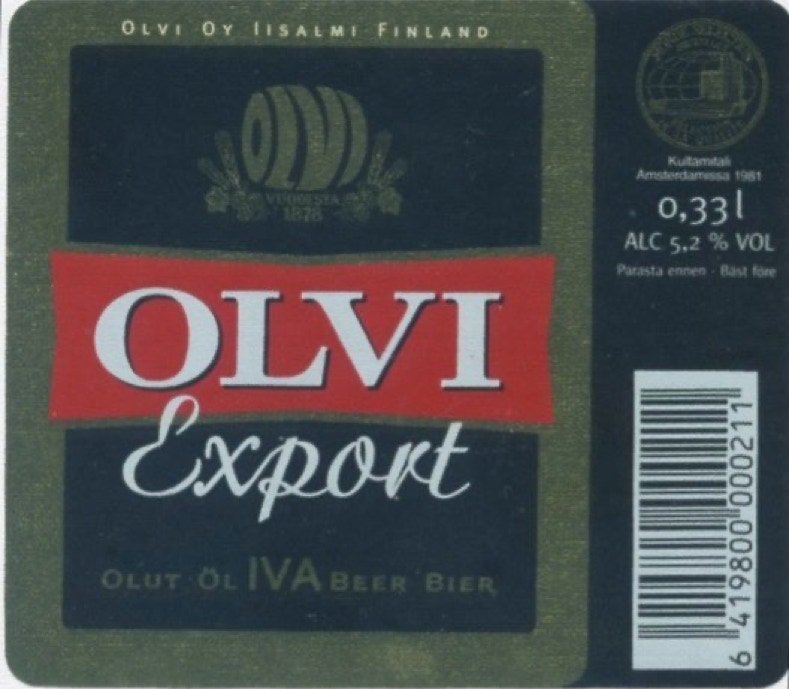 OLVI OY IISALMI FINLAND
OLVI
VUODESTA
1878
OLVI
Export
OLUT ÖL IVA BEER BIER
Kultamitali
Amsterdamissa 1981
0,33 l
ALC 5,2 % VOL
Parasta ennen · Bäst före
6 419800 000211